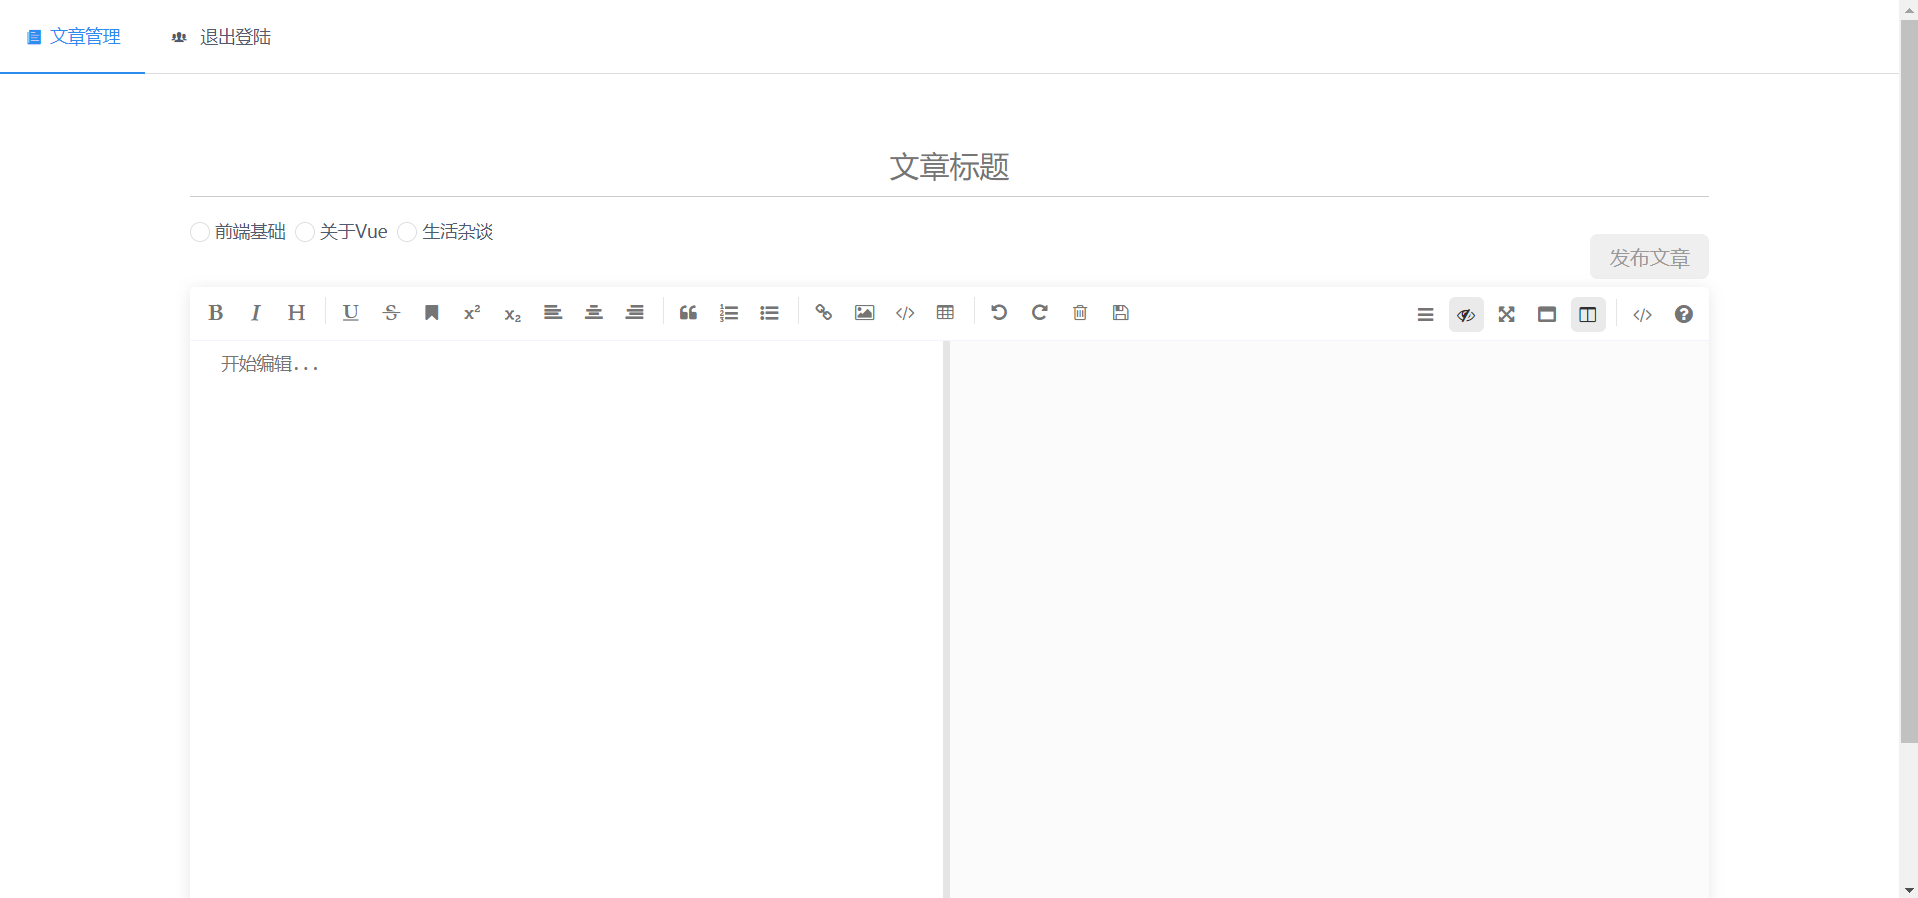 文章管理 退出登陆
文章标题
前端基础 关于Vue 生活杂谈
发布文章
B I H U S x² x₂
开始编辑...